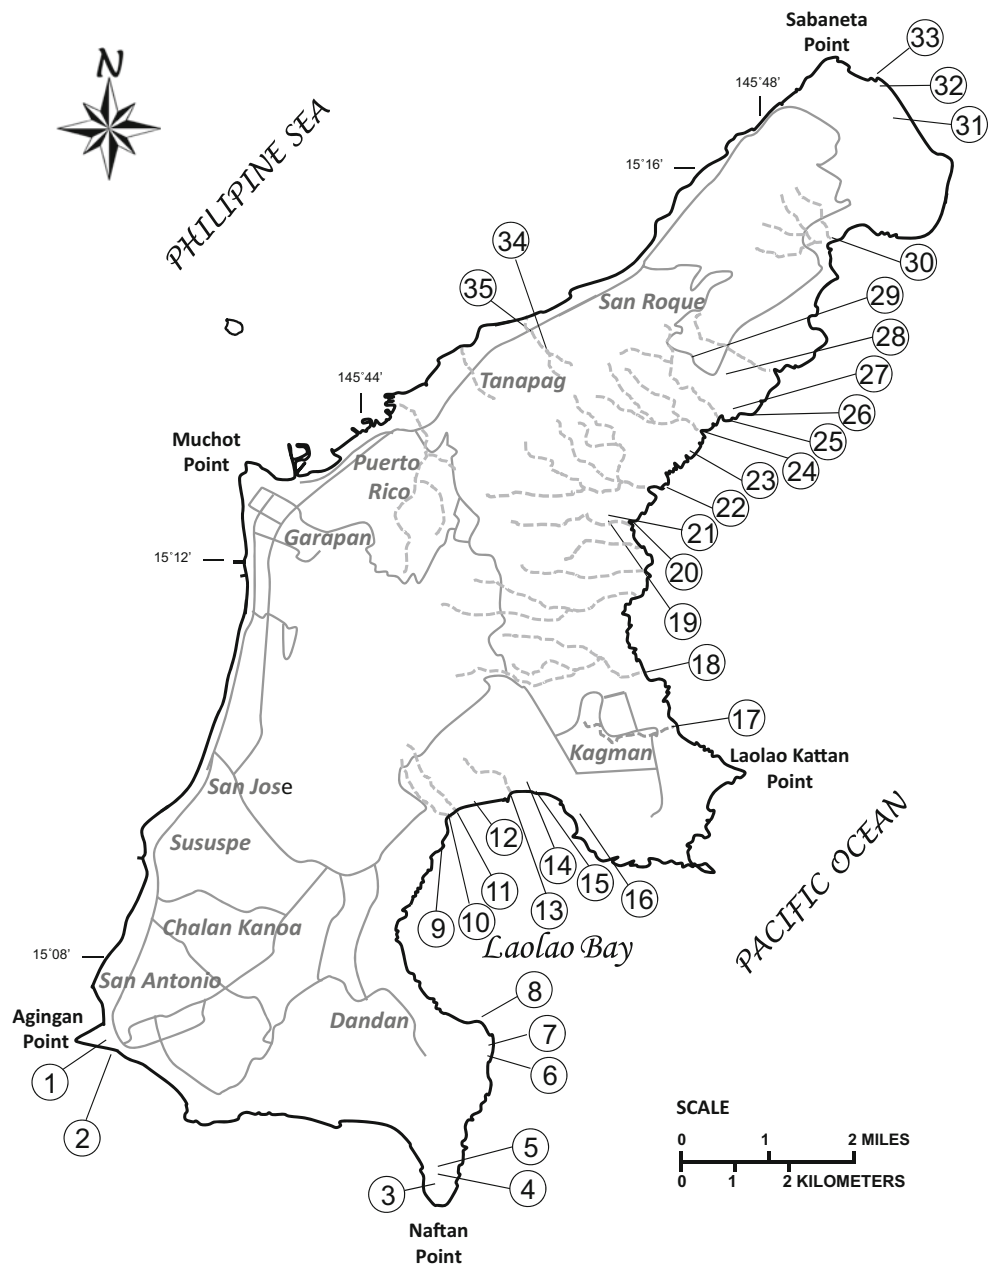 Sabaneta
Point
33
N
145°48'
32
31
PHILIPINE SEA
15°16'
34
30
35
29
San Roque
28
145°44'
Tanapag
27
26
Muchot
Point
25
Puerto
Rico
24
23
22
Garapan
21
15°12'
20
19
18
17
Kagman
Laolao Kattan
Point
San Jose
12
Sususpe
14
15
11
16
13
10
9
Chalan Kanoa
PACIFIC OCEAN
Laolao Bay
15°08'
San Antonio
8
Agingan
Point
Dandan
7
6
1
SCALE
2
0 1 2 MILES
5
0 1 2 KILOMETERS
4
3
Naftan
Point